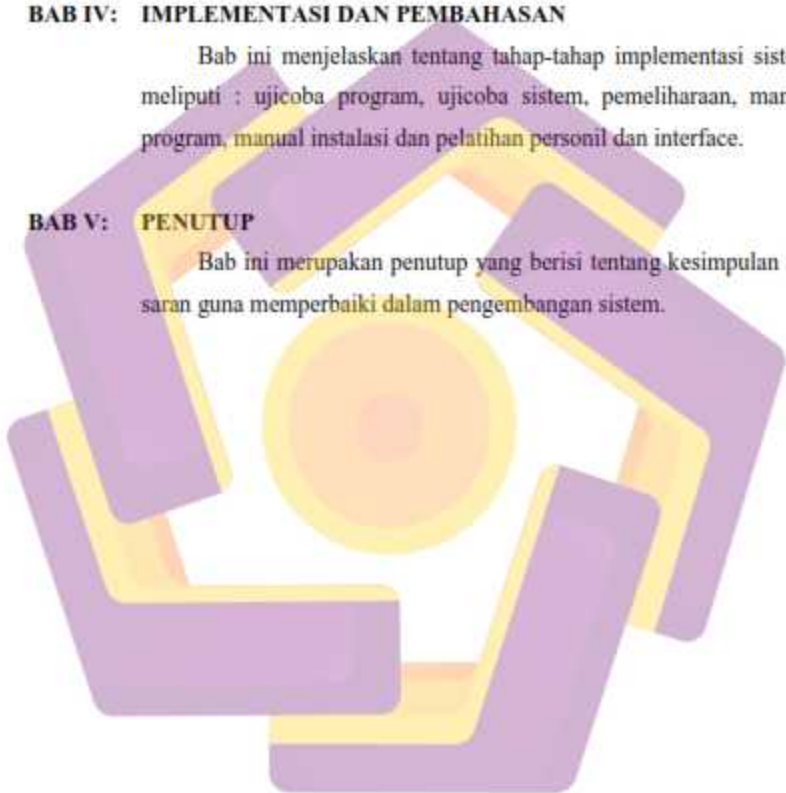 BAB IV: IMPLEMENTASI DAN PEMBAHASAN
Bab ini menjelaskan tentang tahap-tahap implementasi sist
meliputi : ujicoba program, ujicoba sistem, pemeliharaan, man
program, manual instalasi dan pelatihan personil dan interface.
BAB V: PENUTUP
Bab ini merupakan penutup yang berisi tentang kesimpulan
saran guna memperbaiki dalam pengembangan sistem.